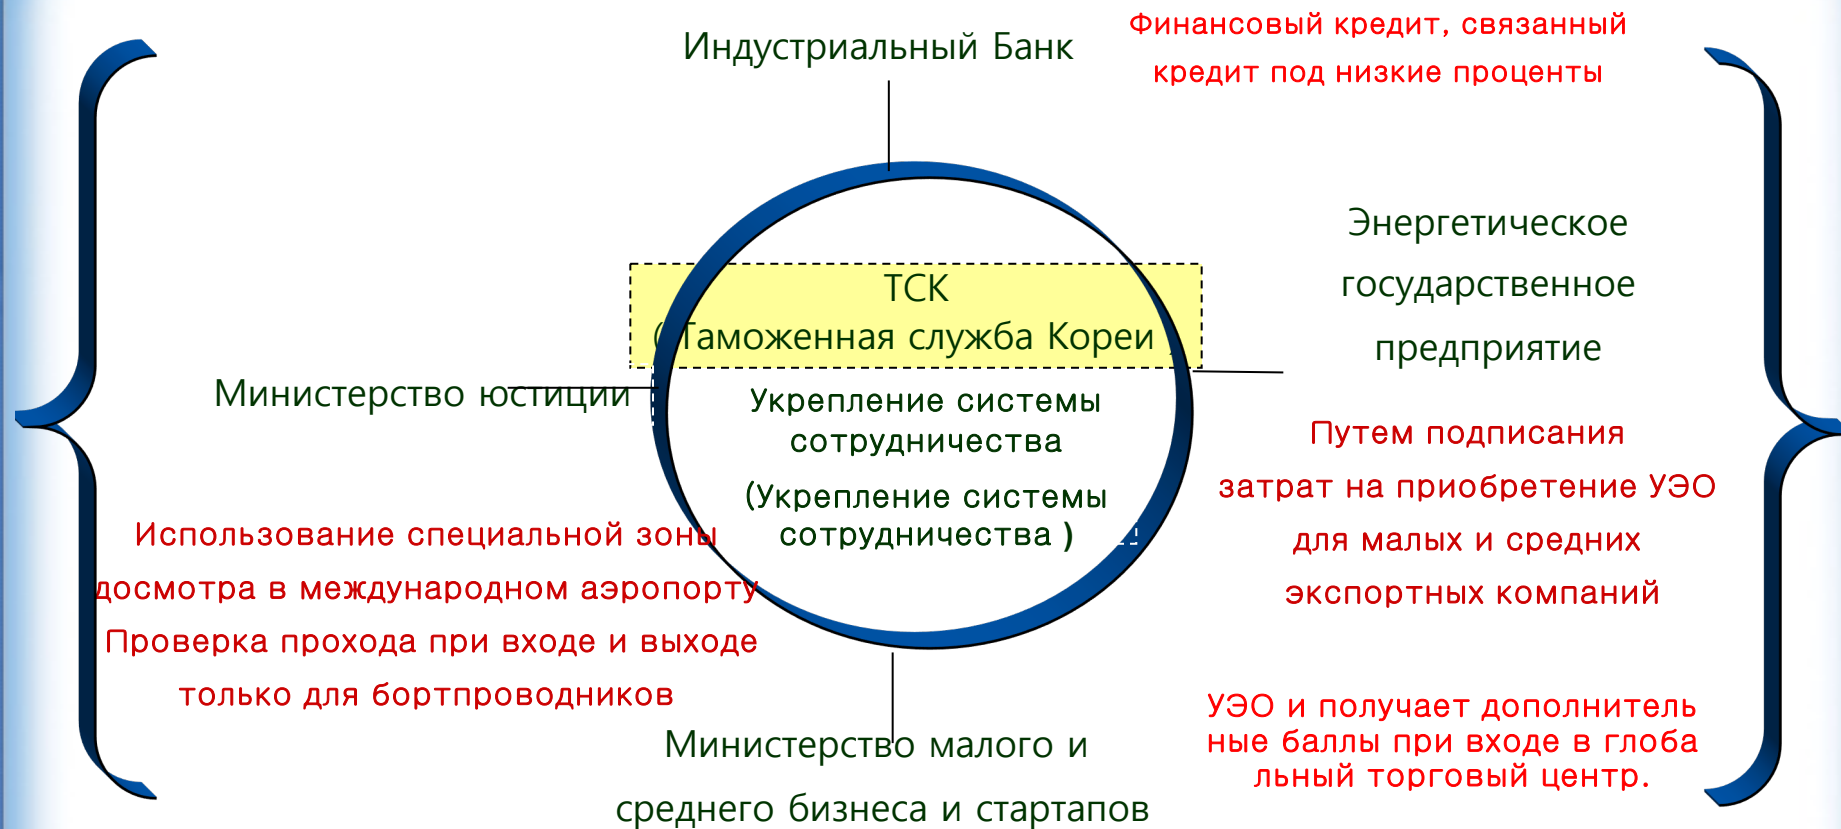 Индустриальный Банк
Финансовый кредит, связанный
кредит под низкие проценты
Энергетическое
государственное
предприятие
ТСК
( Таможенная служба Кореи )
Министерство юстиции
Укрепление системы
сотрудничества
(Укрепление системы
сотрудничества )
Путем подписания
затрат на приобретение УЭО
для малых и средних
экспортных компаний
Использование специальной зоны
досмотра в международном аэропорту
Проверка прохода при входе и выходе
только для бортпроводников
УЭО и получает дополнитель
ные баллы при входе в глоба
льный торговый центр.
Министерство малого и
среднего бизнеса и стартапов